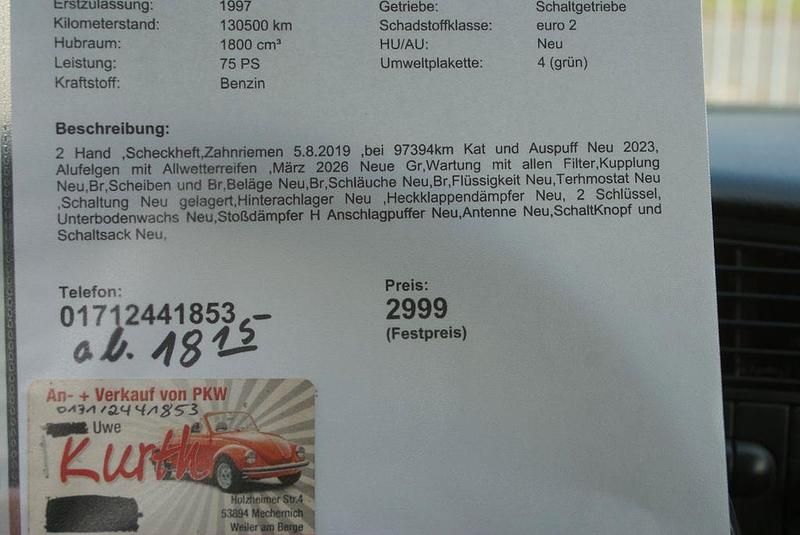 Erstzulassung: 1997 Getriebe: Schaltgetriebe
Kilometerstand: 130500 km Schadstoffklasse: euro 2
Hubraum: 1800 cm³ HU/AU: Neu
Leistung: 75 PS Umweltplakette: 4 (grün)
Kraftstoff: Benzin
Beschreibung:
2 Hand ,Scheckheft,Zahnriemen 5.8.2019 ,bei 97394km Kat und Auspuff Neu 2023,
Alufelgen mit Allwetterreifen ,März 2026 Neue Gr,Wartung mit allen Filter,Kupplung
Neu,Br,Scheiben und Br,Beläge Neu,Br,Schläuche Neu,Br,Flüssigkeit Neu,Terhmostat Neu
,Schaltung Neu gelagert,Hinterachlager Neu ,Heckklappendämpfer Neu, 2 Schlüssel,
Unterbodenwachs Neu,Stoßdämpfer H Anschlagpuffer Neu,Antenne Neu,SchaltKnopf und
Schaltsack Neu,
Telefon:
01712441853
ab. 18 15
Preis:
2999
(Festpreis)
An- + Verkauf von PKW
01712441853
Uwe
Kurth
Holzheimer Str.4
53894 Mechernich
Weiler am Berge